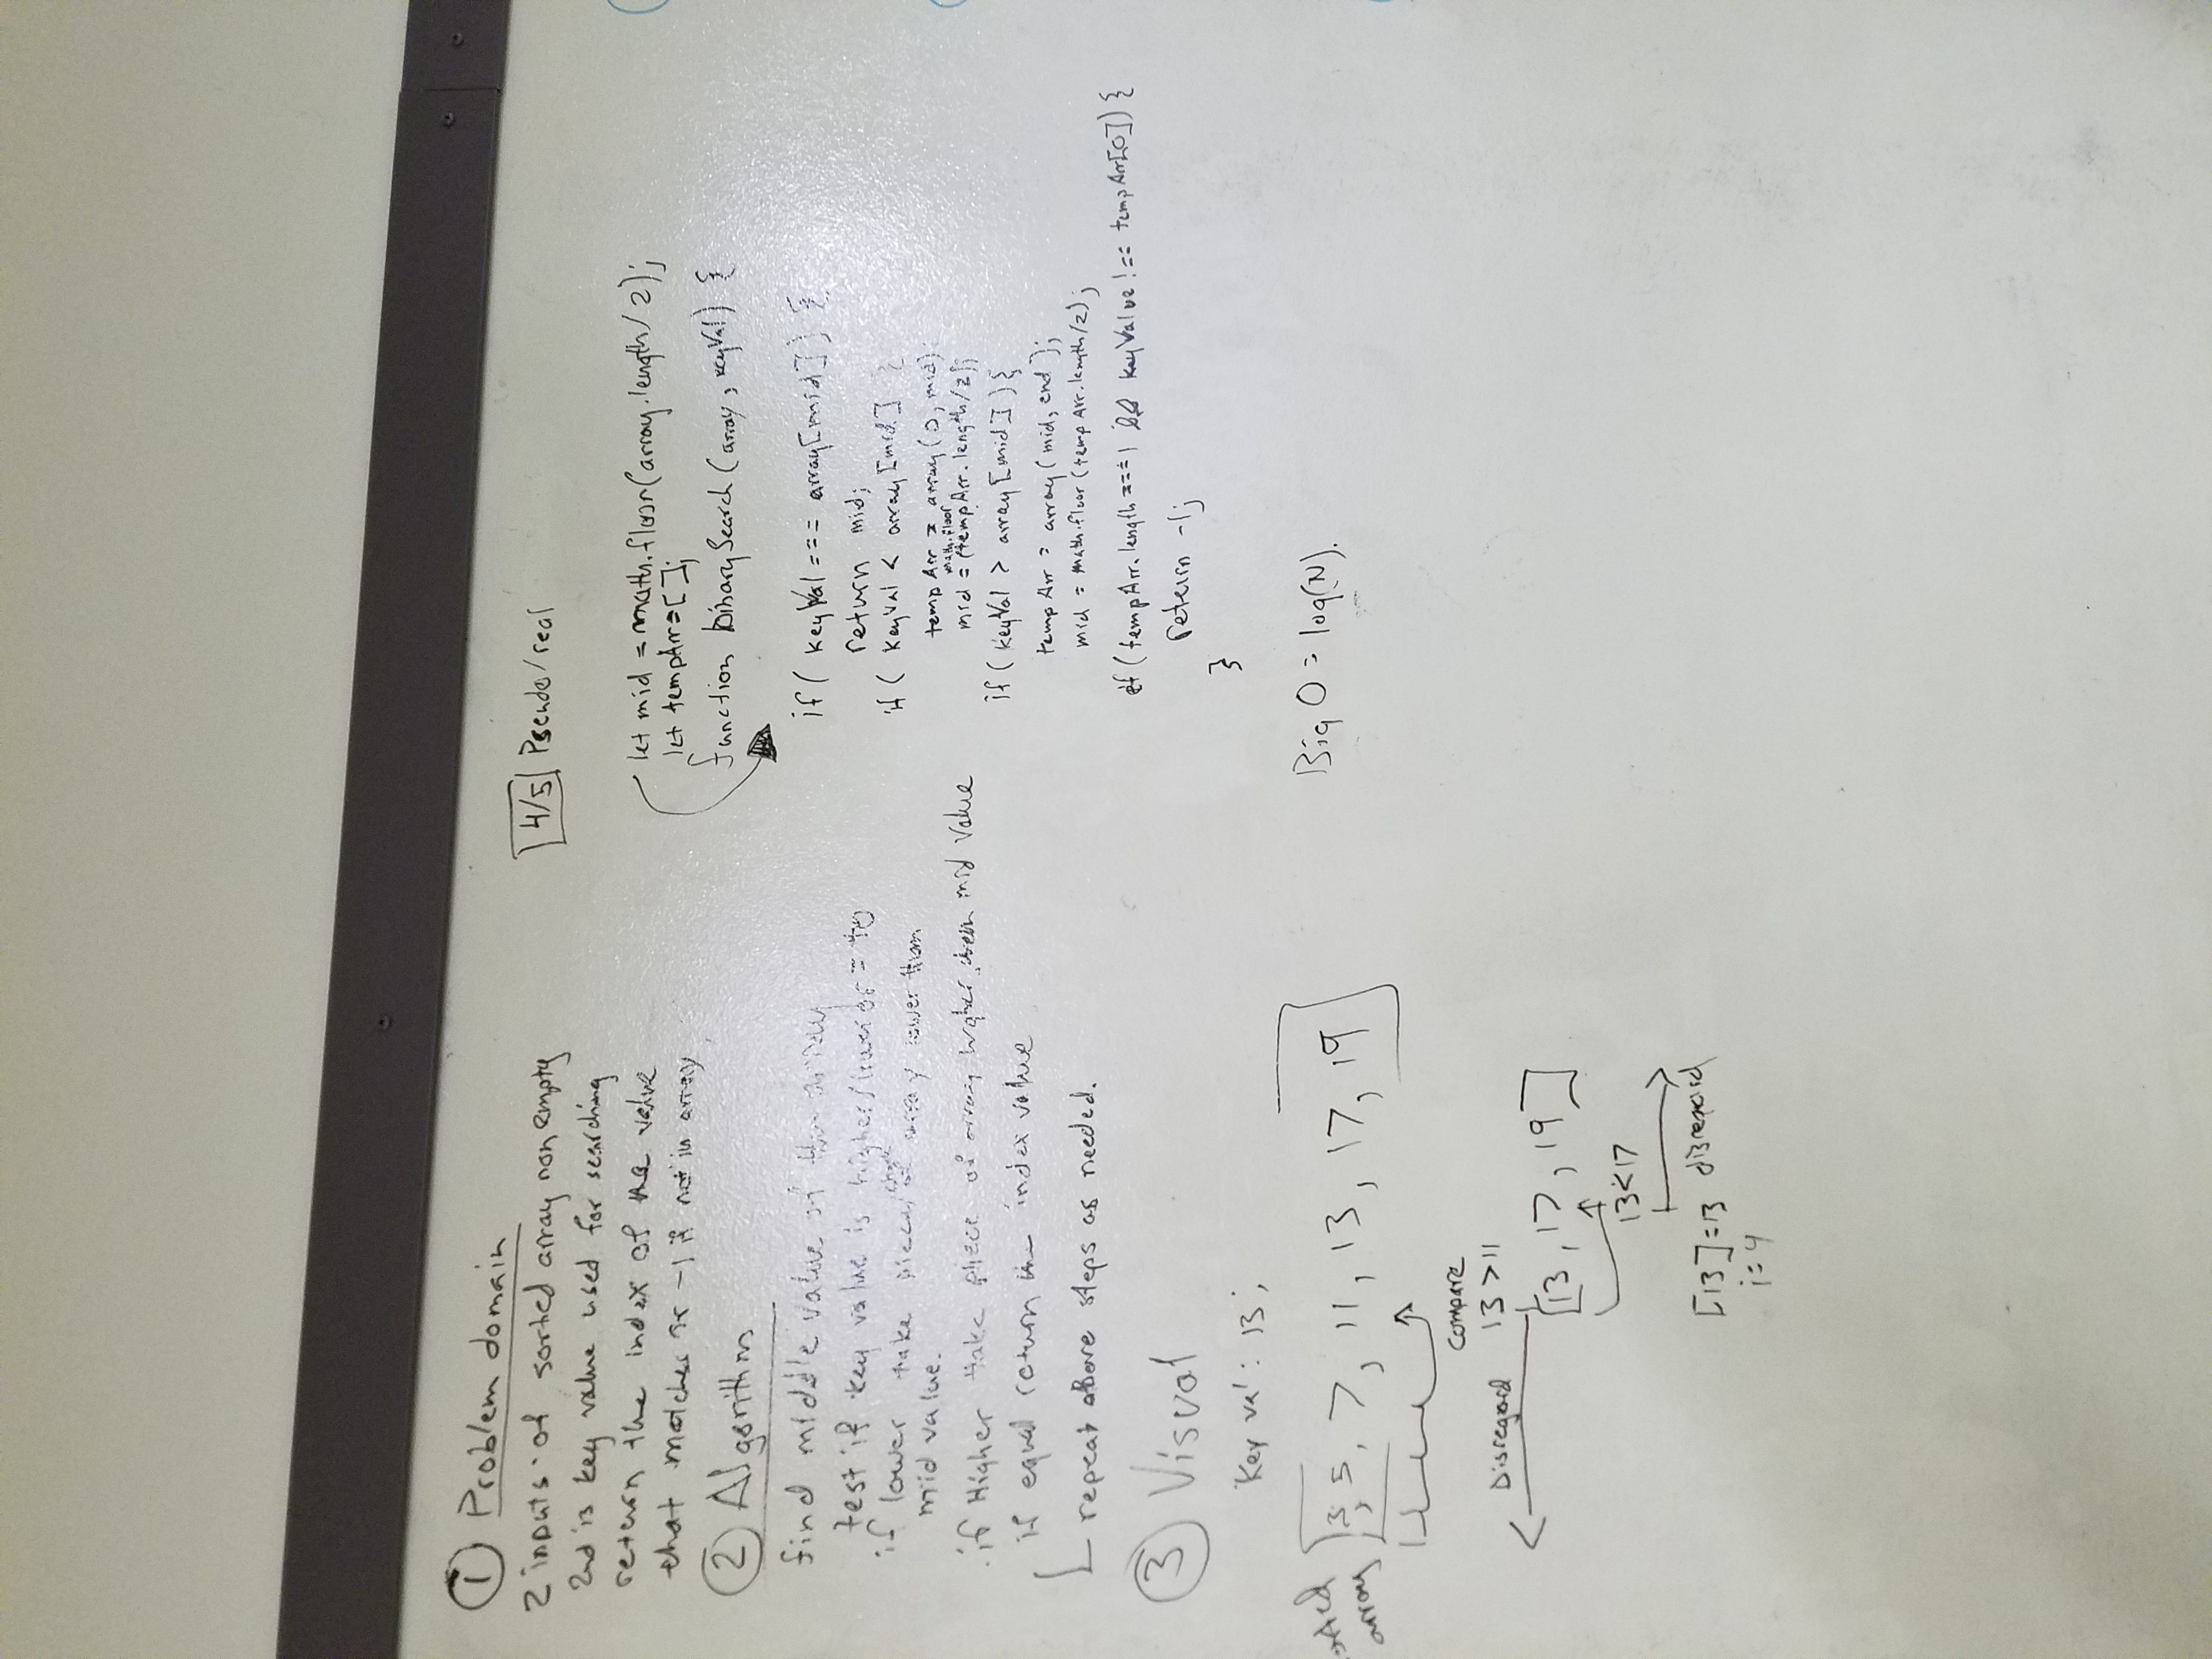 ① Problem domain
2 inputs of sorted array non empty
2nd is key value used for searching
return the index of the value
that matches or -1 if not in array
② Algorithm
find middle value of the array
test if key value is higher/lower or = to
if lower take piece/chunk of array lower than
mid value.
if Higher take piece of array higher than mid value
if equal return the index value
repeat above steps as needed.
③ Visual
Key val: 13;
array [3, 5, 7, 11, 13, 17, 19]
compare
13 > 11
Disregard
[13, 17, 19]
13<17
disregard
[13]=13
i=4
4/5 Pseudo/real
let mid = math.floor(array.length/2);
let tempArr=[];
function binarySearch(array, keyVal) {
if( keyVal === array[mid]) {
return mid;
if ( keyVal < array[mid] {
tempArr = array(0, mid)
math.floor
mid = (tempArr.length/2);
if (keyVal > array[mid]){
tempArr = array(mid, end);
mid = math.floor(tempArr.length/2);
if (tempArr.length===1 && keyValue !== tempArr[0]) {
return -1;
}
Big O = log(N).